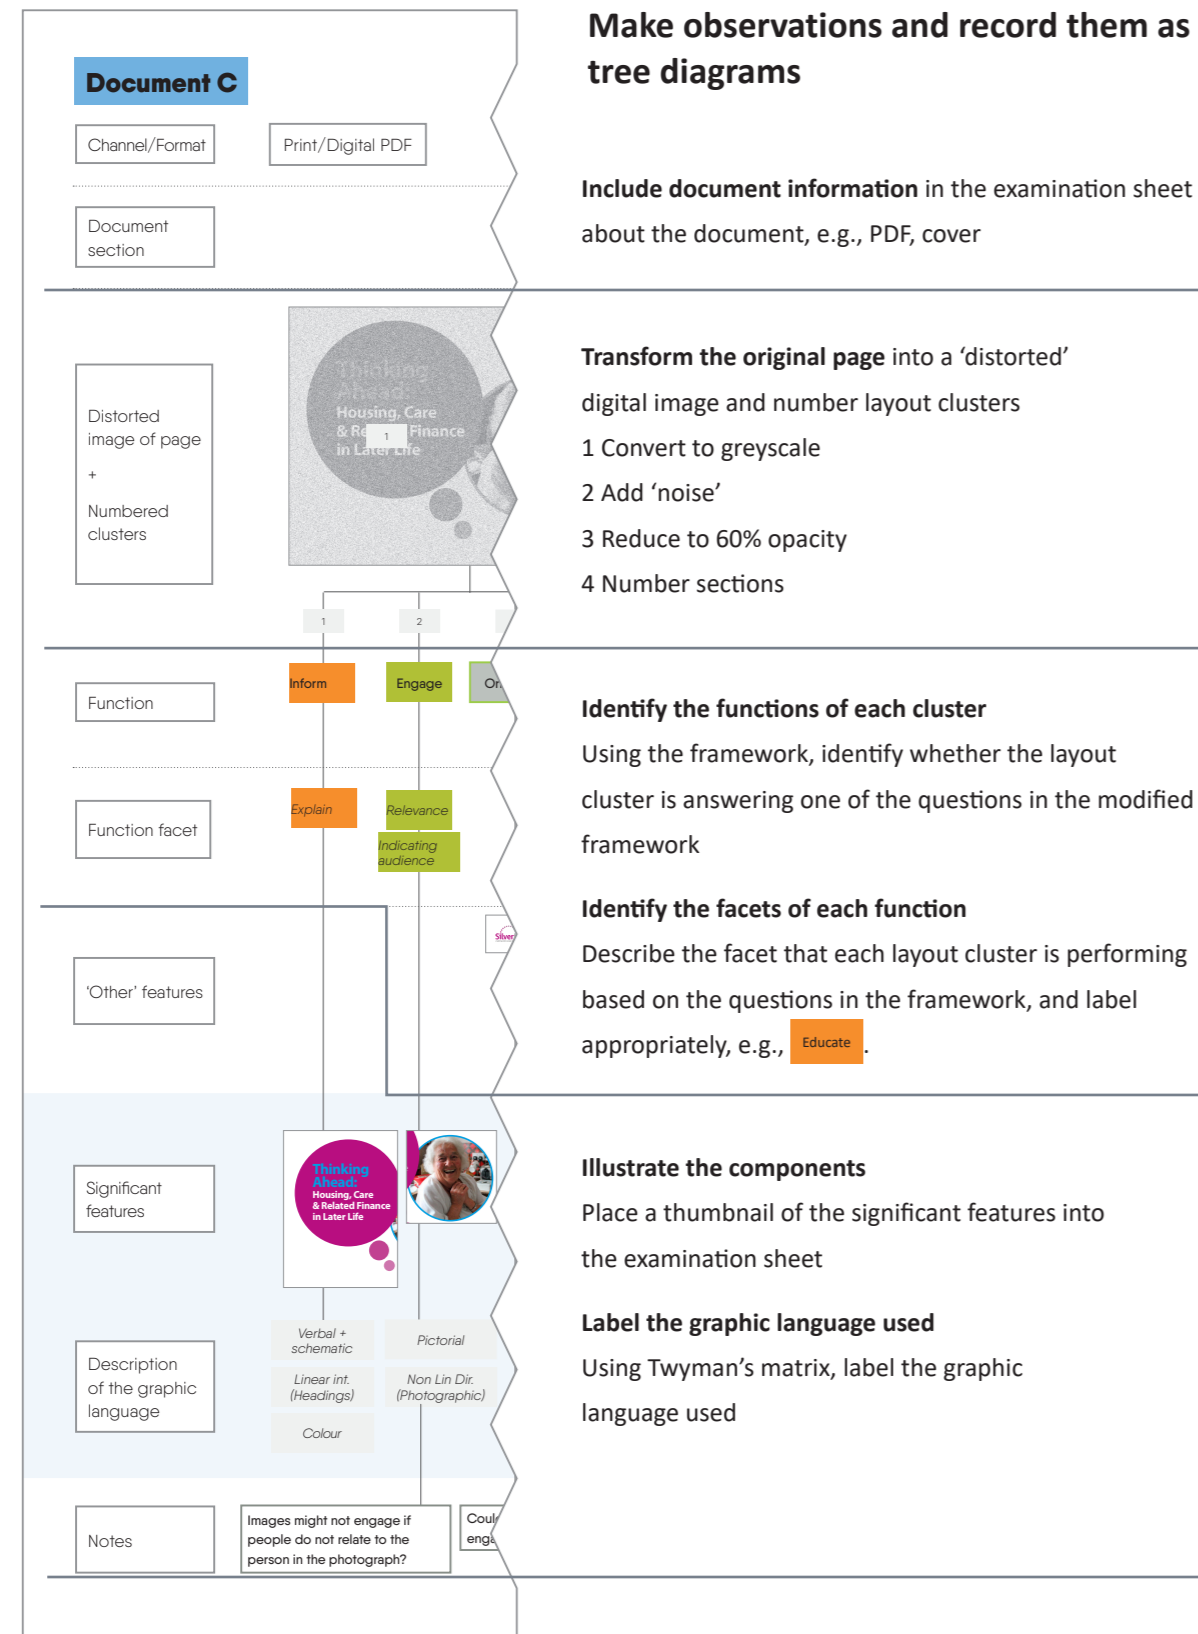 Make observations and record them as
tree diagrams
Document C
Channel/Format
Print/Digital PDF
Include document information in the examination sheet
about the document, e.g., PDF, cover
Document
section
Distorted
image of page
+
Numbered
clusters
Thinking
Ahead:
Housing, Care
& Re
1
Finance
in Later Life
1
2
Transform the original page into a ‘distorted’
digital image and number layout clusters
1 Convert to greyscale
2 Add ‘noise’
3 Reduce to 60% opacity
4 Number sections
Function
Inform
Engage
Function facet
Explain
Relevance
Indicating
audience
Identify the functions of each cluster
Using the framework, identify whether the layout
cluster is answering one of the questions in the modified
framework
Identify the facets of each function
Describe the facet that each layout cluster is performing
based on the questions in the framework, and label
appropriately, e.g., Educate .
‘Other’ features
Silver
Significant
features
Thinking
Ahead:
Housing, Care
& Related Finance
in Later Life
Illustrate the components
Place a thumbnail of the significant features into
the examination sheet
Label the graphic language used
Using Twyman’s matrix, label the graphic
language used
Description
of the graphic
language
Verbal +
schematic
Linear int.
(Headings)
Colour
Pictorial
Non Lin Dir.
(Photographic)
Notes
Images might not engage if
people do not relate to the
person in the photograph?